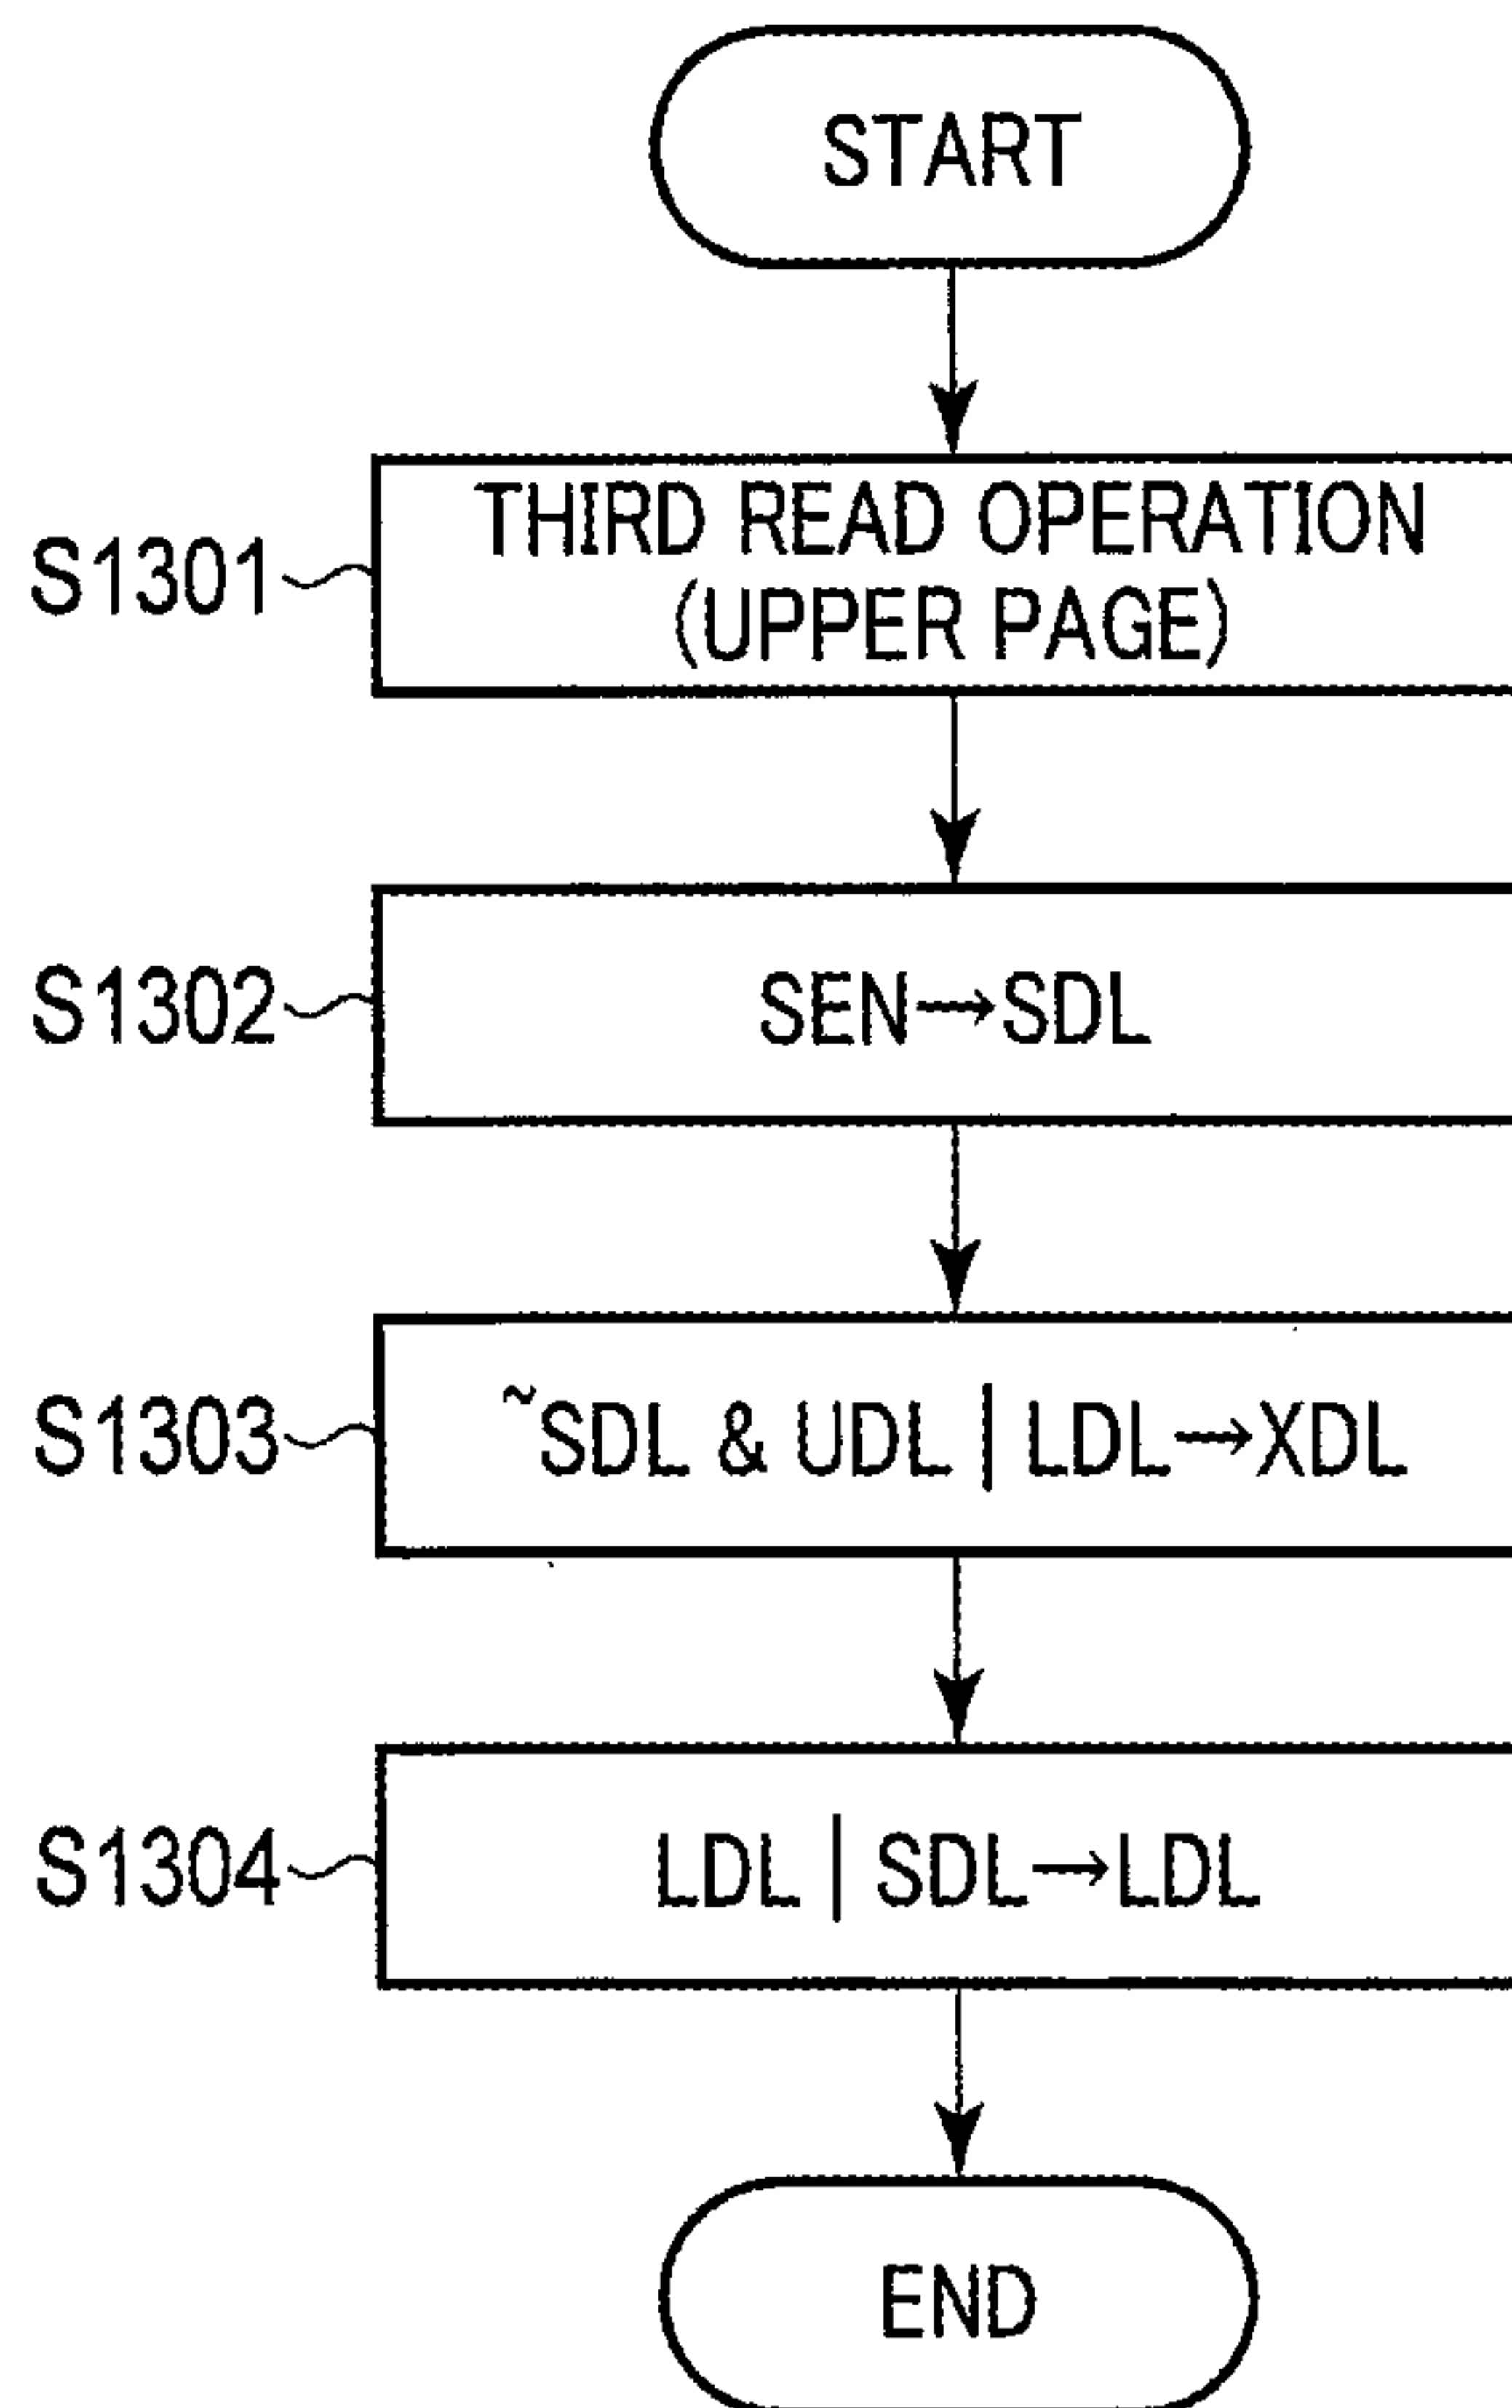 START
S1301
THIRD READ OPERATION
(UPPER PAGE)
S1302
SEN→SDL
S1303
~SDL & UDL | LDL→XDL
S1304
LDL | SDL→LDL
END